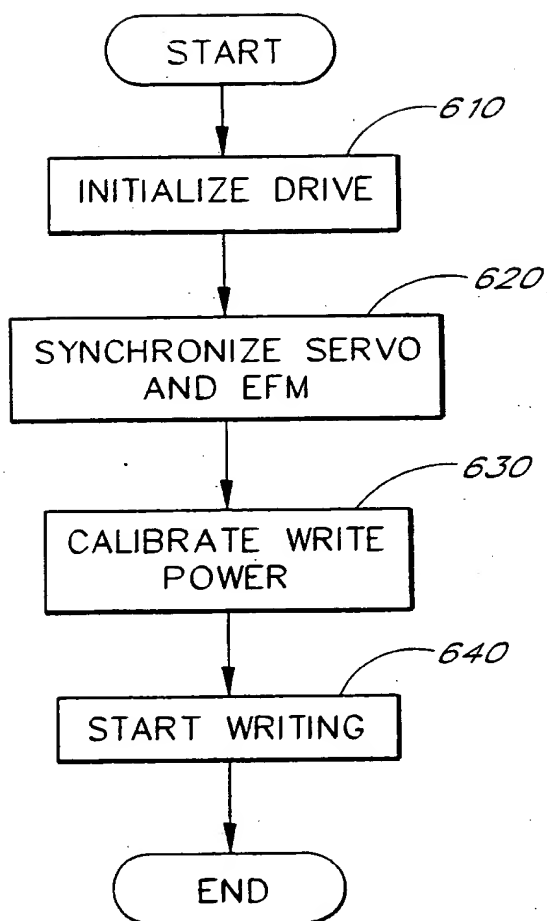 START
610
INITIALIZE DRIVE
620
SYNCHRONIZE SERVO
AND EFM
630
CALIBRATE WRITE
POWER
640
START WRITING
END